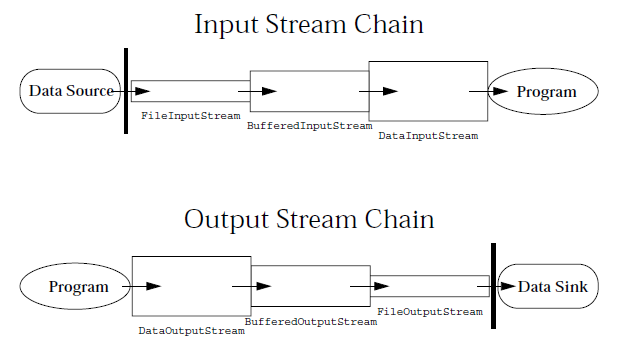 Input Stream Chain
Data Source
Program
FileInputStream
BufferedInputStream
DataInputStream
Output Stream Chain
Program
Data Sink
FileOutputStream
BufferedOutputStream
DataOutputStream